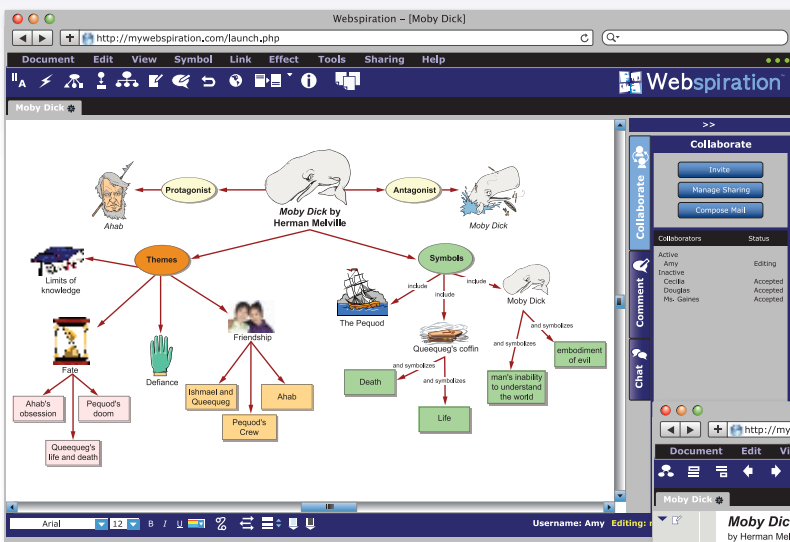 Webspiration – [Moby Dick]
http://mywebspiration.com/launch.php
Document Edit View Symbol Link Effect Tools Sharing Help
Webspiration
Moby Dick
>>
Collaborate
Invite
Manage Sharing
Compose Mail
Collaborators Status
Active
Amy Editing
Inactive
Cecilia Accepted
Douglas Accepted
Ms. Gaines Accepted
Collaborate
Comment
Chat
Protagonist
Antagonist
Ahab
Moby Dick by
Herman Melville
Moby Dick
Themes
Symbols
Limits of
knowledge
include
include
include
The Pequod
Moby Dick
Friendship
Queequeg's coffin
and symbolizes
Fate
Defiance
and symbolizes
and symbolizes
embodiment
of evil
Death
man's inability
to understand
the world
Ishmael and
Queequeg
Ahab
Ahab's
obsession
Pequod's
doom
Life
Pequod's
Crew
Queequeg's
life and death
Arial 12 B I U
Username: Amy Editing:
http://my
Document Edit Vi
Moby Dick
Moby Dic
by Herman Mel